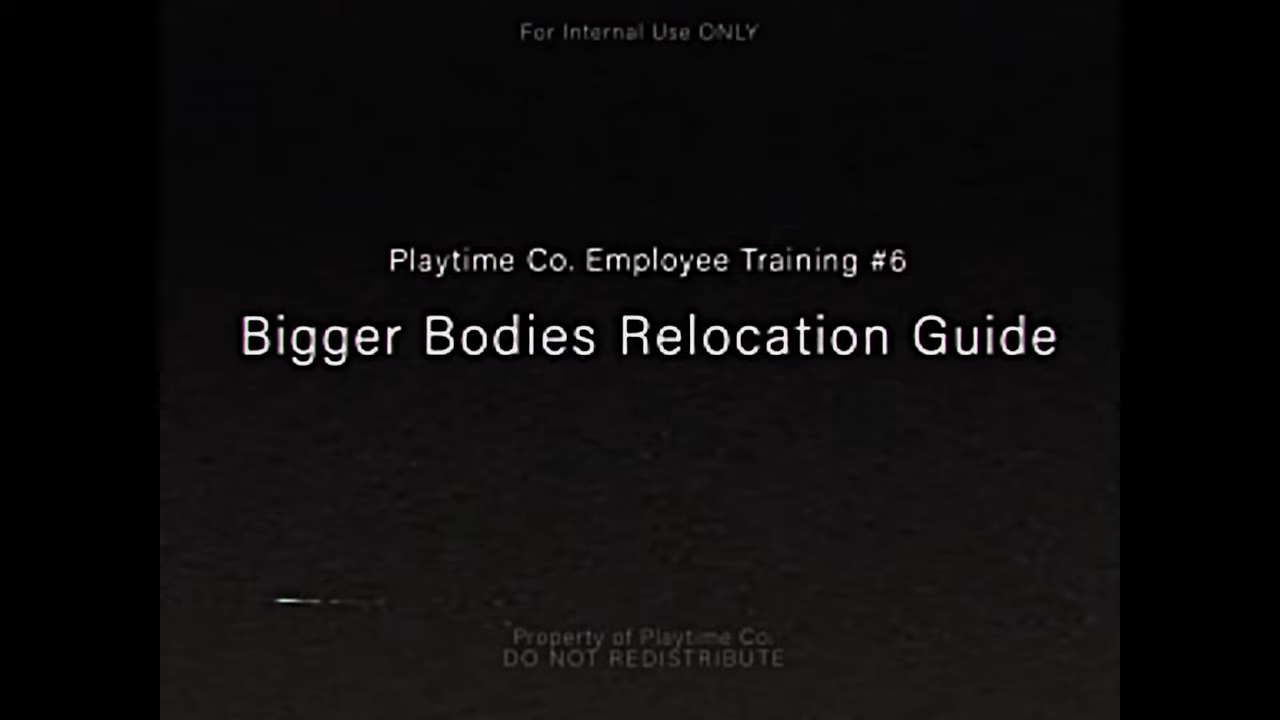 For Internal Use ONLY
Playtime Co. Employee Training #6
Bigger Bodies Relocation Guide
Property of Playtime Co.
DO NOT REDISTRIBUTE